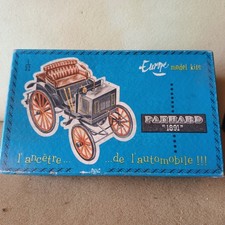 Europe model kits
PANHARD
"1891"
l'ancêtre ... ... de l'automobile !!!